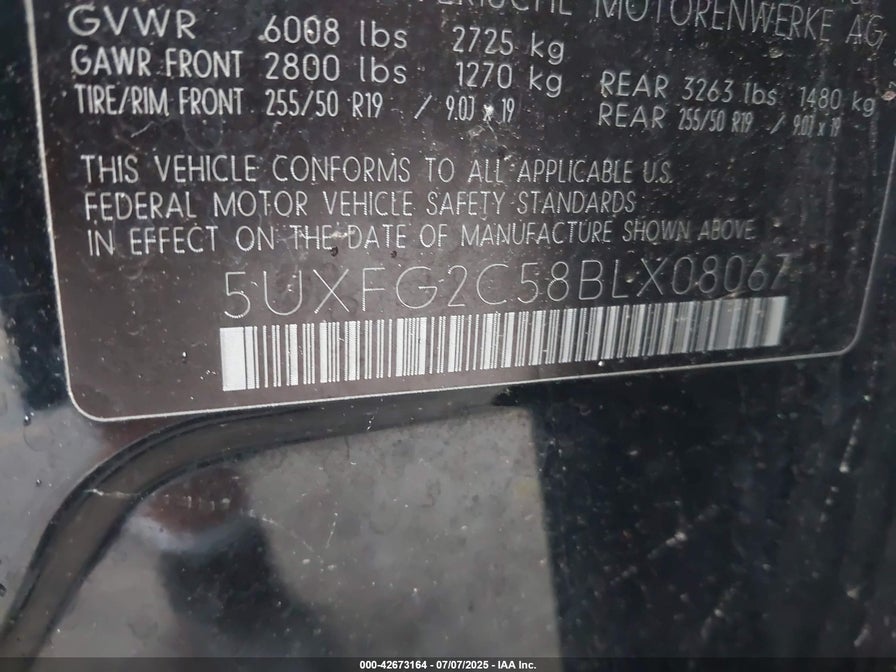 MOTORENWERKE AG
GVWR 6008 lbs 2725 kg
GAWR FRONT 2800 lbs 1270 kg REAR 3263 lbs 1480 kg
TIRE/RIM FRONT 255/50 R19 / 9.0J x 19 REAR 255/50 R19 / 9.0J x 19
THIS VEHICLE CONFORMS TO ALL APPLICABLE U.S.
FEDERAL MOTOR VEHICLE SAFETY STANDARDS
IN EFFECT ON THE DATE OF MANUFACTURE SHOWN ABOVE
5UXFG2C58BLX08067
000-42673164 - 07/07/2025 - IAA Inc.